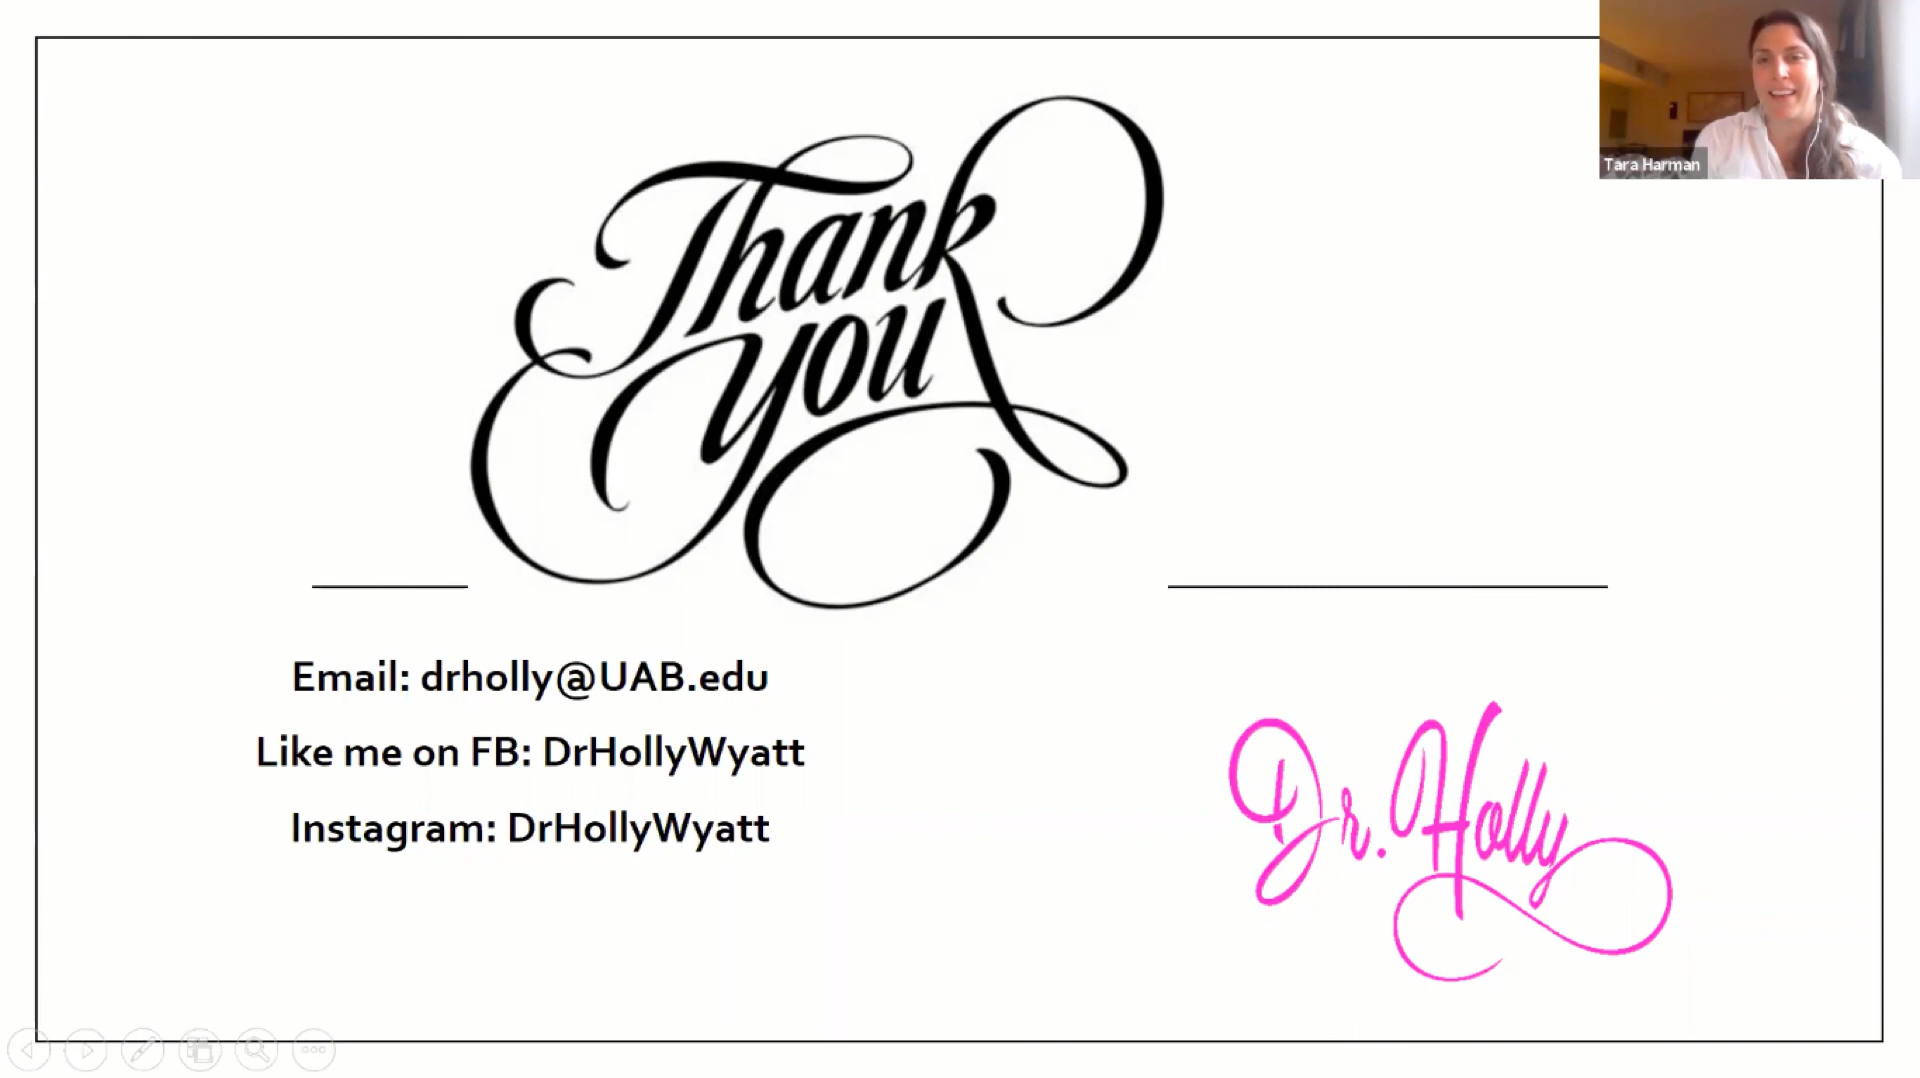 Tara Harman
Thank
you
Email: drholly@UAB.edu
Like me on FB: DrHollyWyatt
Instagram: DrHollyWyatt
Dr. Holly